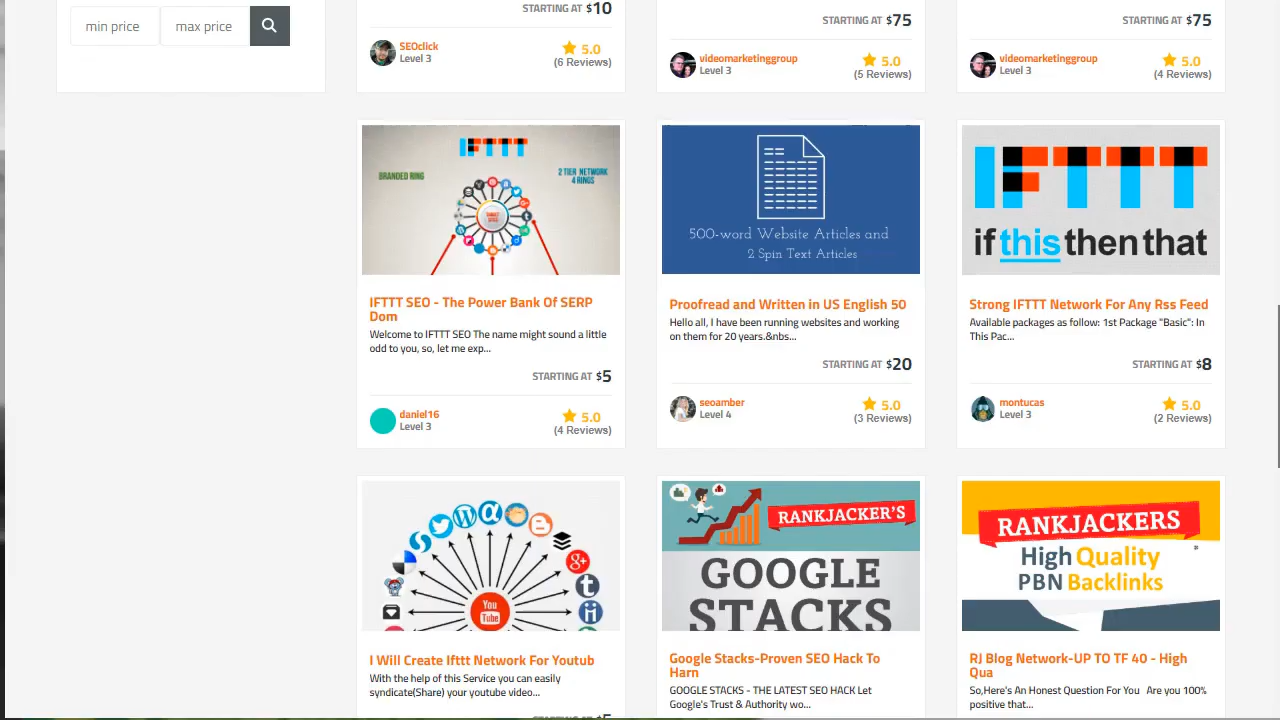 min price
max price
STARTING AT $10
SEOclick
Level 3
5.0
(6 Reviews)
STARTING AT $75
videomarketinggroup
Level 3
5.0
(5 Reviews)
STARTING AT $75
videomarketinggroup
Level 3
5.0
(4 Reviews)
IFTTT
BRANDED RING
2 TIER NETWORK
4 RINGS
IFTTT SEO - The Power Bank Of SERP
Dom
Welcome to IFTTT SEO The name might sound a little
odd to you, so, let me exp...
STARTING AT $5
daniel16
Level 3
5.0
(4 Reviews)
500-word Website Articles and
2 Spin Text Articles
Proofread and Written in US English 50
Hello all, I have been running websites and working
on them for 20 years.&nbs...
STARTING AT $20
seoamber
Level 4
5.0
(3 Reviews)
IFTTT
if this then that
Strong IFTTT Network For Any Rss Feed
Available packages as follow: 1st Package "Basic": In
This Pac...
STARTING AT $8
montucas
Level 3
5.0
(2 Reviews)
You
Tube
I Will Create Ifttt Network For Youtub
With the help of this Service you can easily
syndicate(Share) your youtube video...
STARTING AT $5
RANKJACKER'S
GOOGLE
STACKS
Google Stacks-Proven SEO Hack To
Harn
GOOGLE STACKS - THE LATEST SEO HACK Let
Google's Trust & Authority wo...
RANKJACKERS
High Quality
PBN Backlinks
RJ Blog Network-UP TO TF 40 - High
Qua
So,Here's An Honest Question For You Are you 100%
positive that...